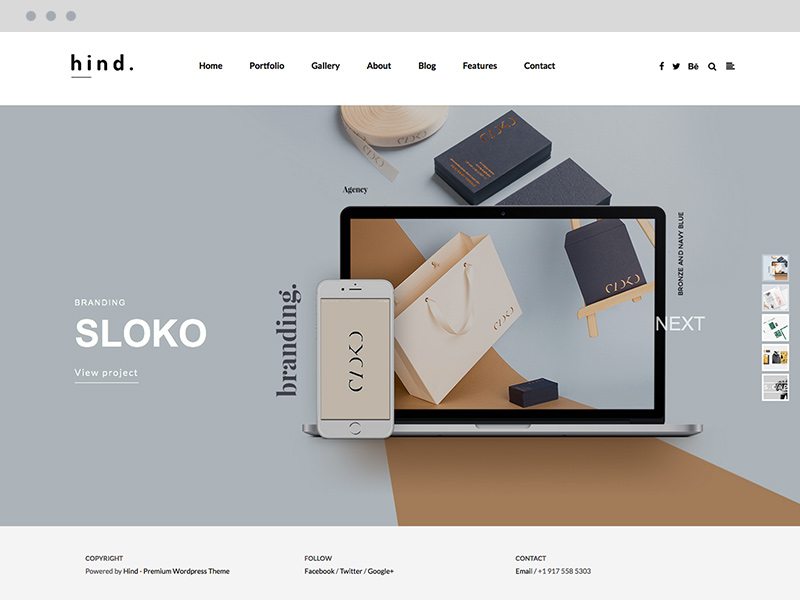 hind.
Home Portfolio Gallery About Blog Features Contact
Bē
Agency
branding.
BRONZE AND NAVY BLUE
BRANDING
SLOKO
View project
NEXT
COPYRIGHT
Powered by Hind - Premium Wordpress Theme
FOLLOW
Facebook / Twitter / Google+
CONTACT
Email / +1 917 558 5303